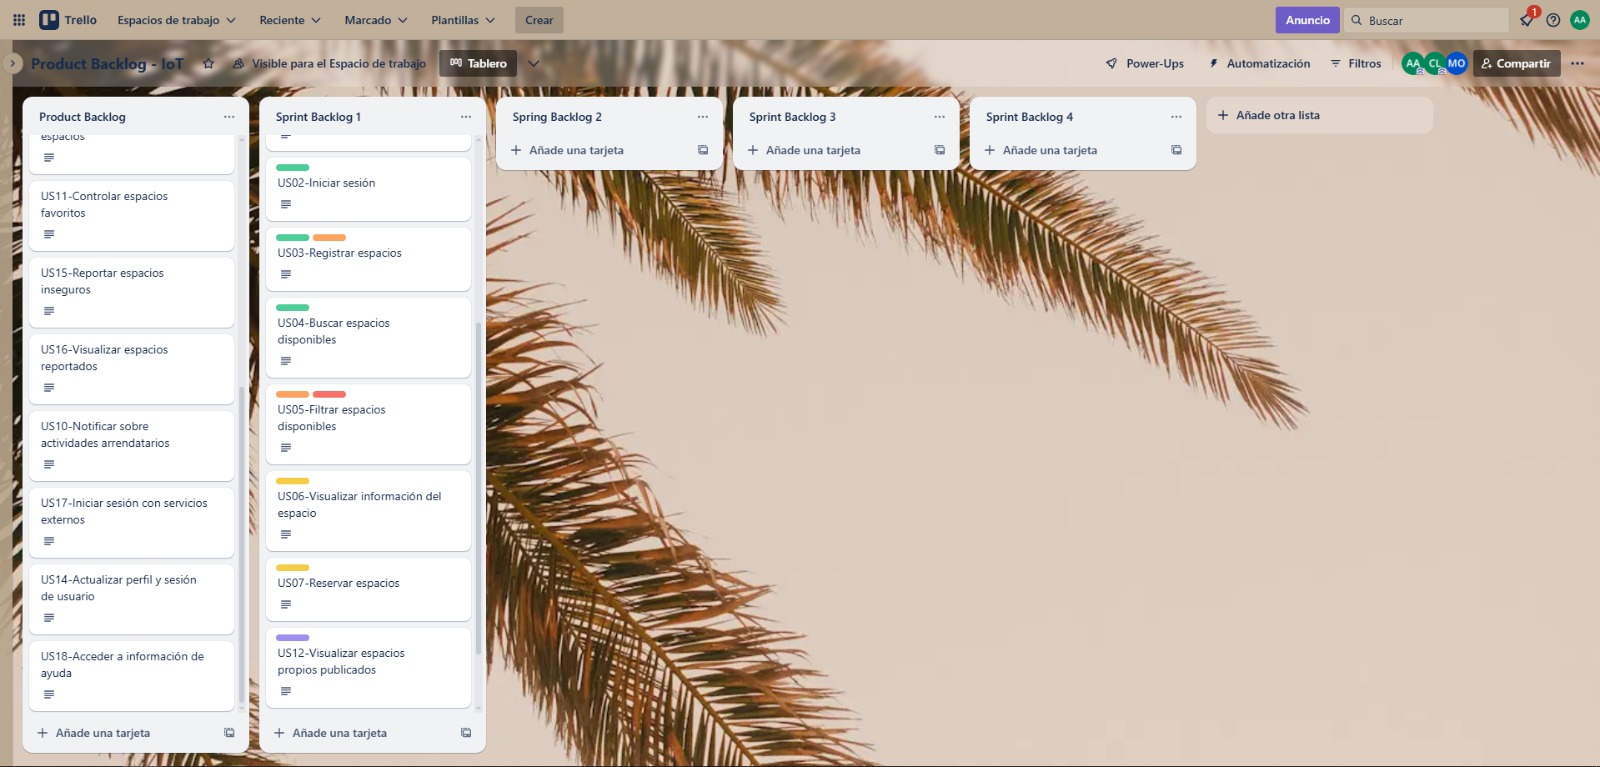 Trello
Espacios de trabajo
Reciente
Marcado
Plantillas
Crear
Anuncio
Buscar
1
AA
Product Backlog - IoT
Visible para el Espacio de trabajo
Tablero
Power-Ups
Automatización
Filtros
AA
CL
MO
Compartir
Product Backlog
espacios
US11-Controlar espacios
favoritos
US15-Reportar espacios
inseguros
US16-Visualizar espacios
reportados
US10-Notificar sobre
actividades arrendatarios
US17-Iniciar sesión con servicios
externos
US14-Actualizar perfil y sesión
de usuario
US18-Acceder a información de
ayuda
Añade una tarjeta
Sprint Backlog 1
US02-Iniciar sesión
US03-Registrar espacios
US04-Buscar espacios
disponibles
US05-Filtrar espacios
disponibles
US06-Visualizar información del
espacio
US07-Reservar espacios
US12-Visualizar espacios
propios publicados
Añade una tarjeta
Spring Backlog 2
Añade una tarjeta
Sprint Backlog 3
Añade una tarjeta
Sprint Backlog 4
Añade una tarjeta
Añade otra lista